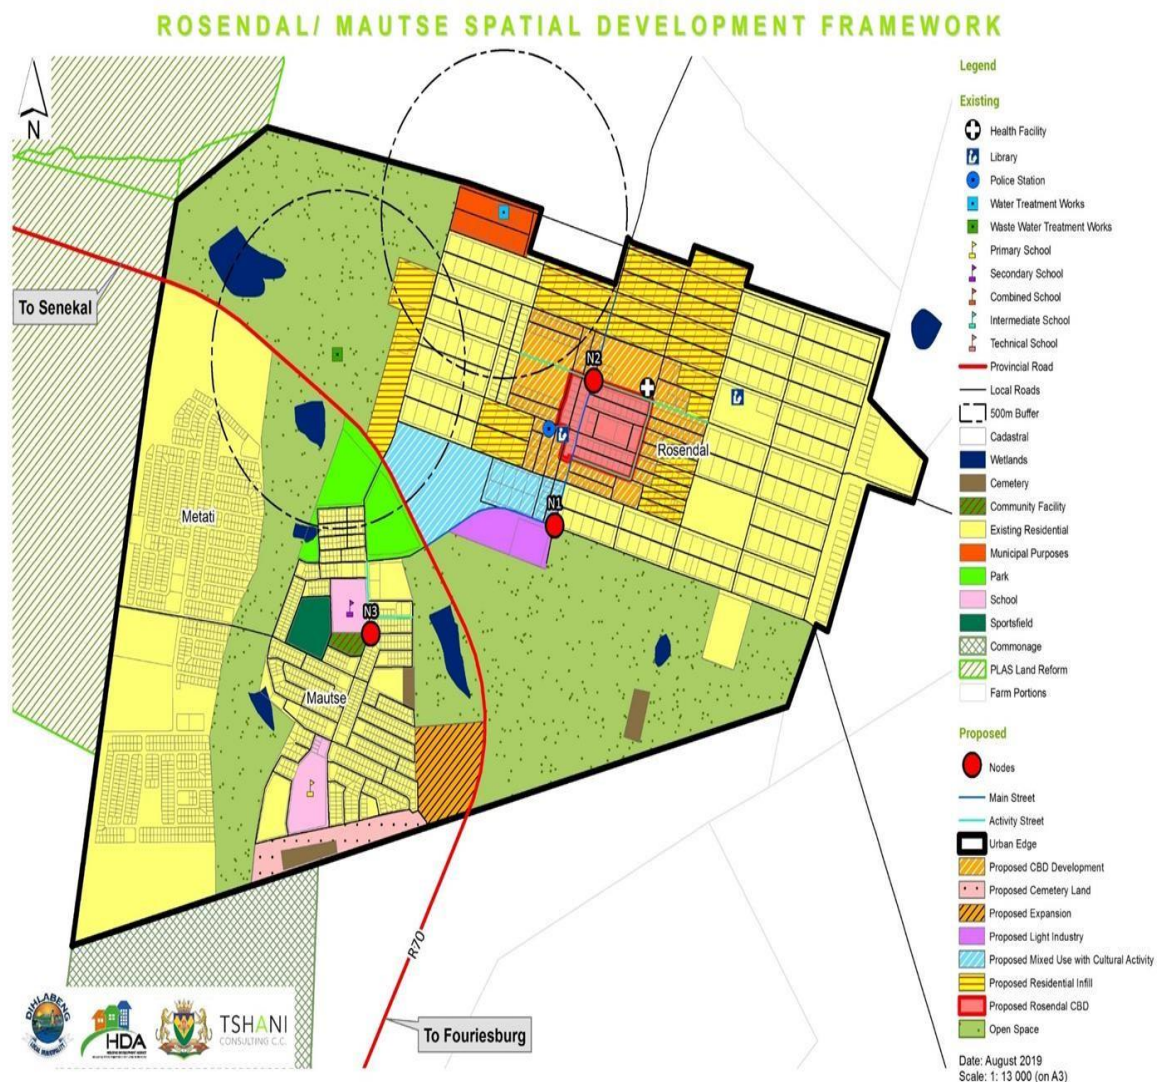 ROSENDAL/ MAUTSE SPATIAL DEVELOPMENT FRAMEWORK
N
To Senekal
N2
Rosendal
N1
Metati
N3
Mautse
R70
To Fouriesburg
Legend
Existing
Health Facility
Library
Police Station
Water Treatment Works
Waste Water Treatment Works
Primary School
Secondary School
Combined School
Intermediate School
Technical School
Provincial Road
Local Roads
500m Buffer
Cadastral
Wetlands
Cemetery
Community Facility
Existing Residential
Municipal Purposes
Park
School
Sportsfield
Commonage
PLAS Land Reform
Farm Portions
Proposed
Nodes
Main Street
Activity Street
Urban Edge
Proposed CBD Development
Proposed Cemetery Land
Proposed Expansion
Proposed Light Industry
Proposed Mixed Use with Cultural Activity
Proposed Residential Infill
Proposed Rosendal CBD
Open Space
Date: August 2019
Scale: 1: 13 000 (on A3)
DIHLABENG
LOCAL MUNICIPALITY
HDA
TSHANI
CONSULTING C.C.